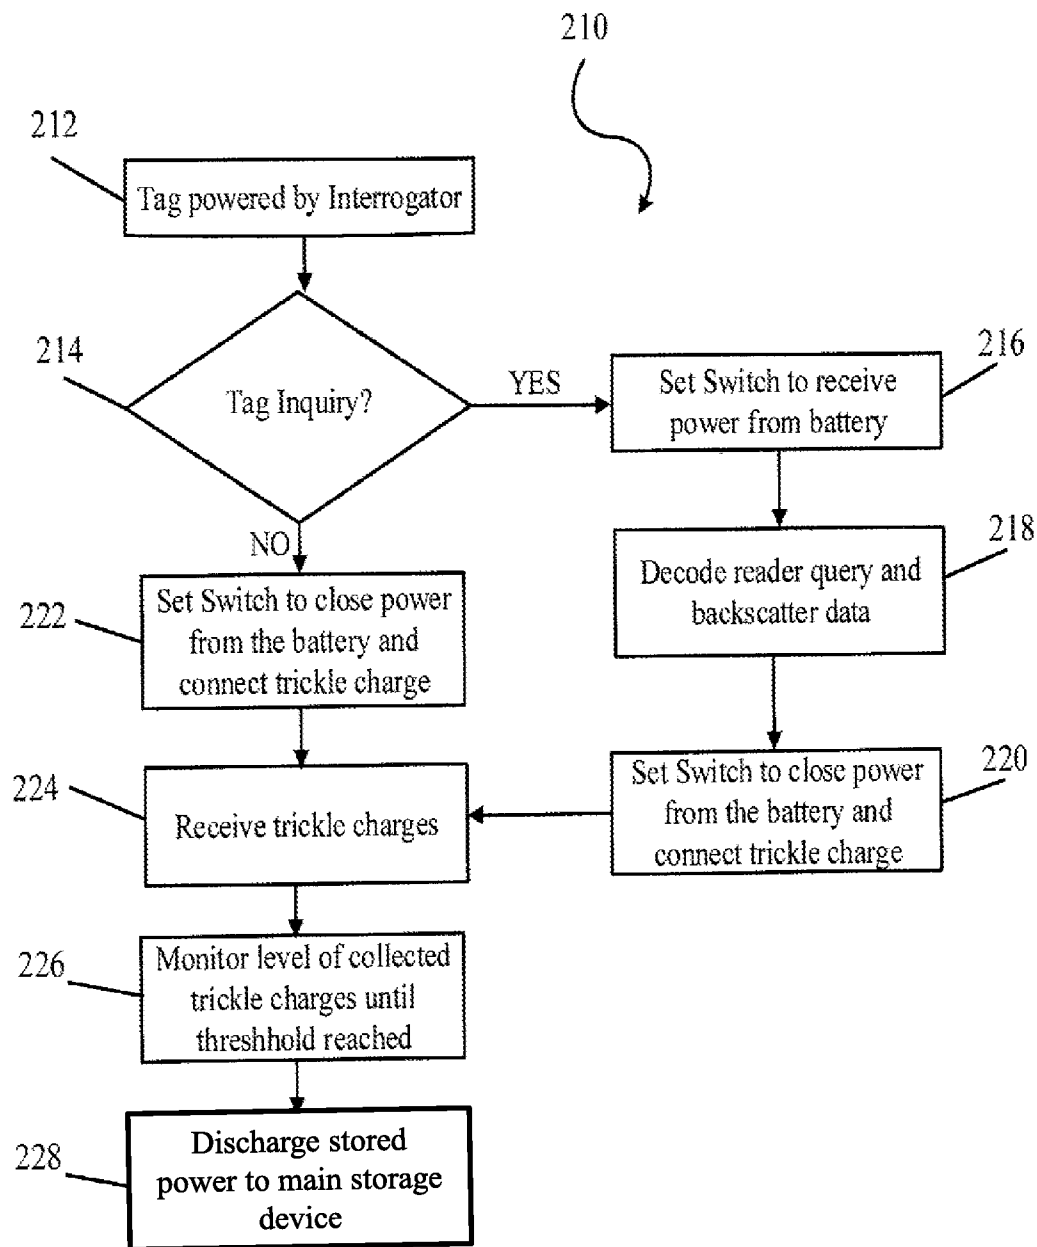 210
212
Tag powered by Interrogator
214
Tag Inquiry?
YES
216
Set Switch to receive
power from battery
NO
218
Decode reader query and
backscatter data
222
Set Switch to close power
from the battery and
connect trickle charge
220
Set Switch to close power
from the battery and
connect trickle charge
224
Receive trickle charges
226
Monitor level of collected
trickle charges until
threshhold reached
228
Discharge stored
power to main storage
device